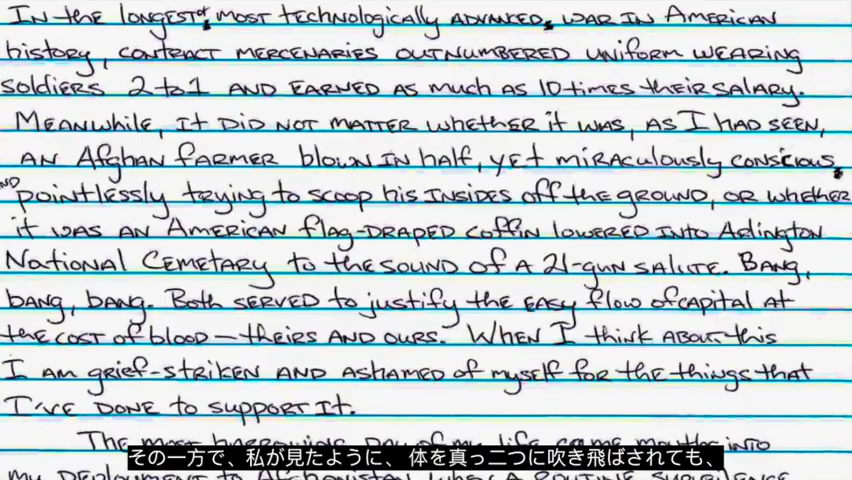 In the longest, most technologically advanced, war in American
history, contract mercenaries outnumbered uniform wearing
soldiers 2 to 1 and earned as much as 10 times their salary.
Meanwhile, it did not matter whether it was, as I had seen,
an Afghan farmer blown in half, yet miraculously conscious,
and pointlessly trying to scoop his insides off the ground, or whether
it was an American flag-draped coffin lowered into Arlington
National Cemetary to the sound of a 21-gun salute. Bang,
bang, bang. Both served to justify the easy flow of capital at
the cost of blood—theirs and ours. When I think about this
I am grief-striken and ashamed of myself for the things that
I've done to support it.
The most harrowing day of my life came months into
my deployment to Afghanistan when a routine surveillance
その一方で、私が見たように、 体を真っ二つに吹き飛ばされても、